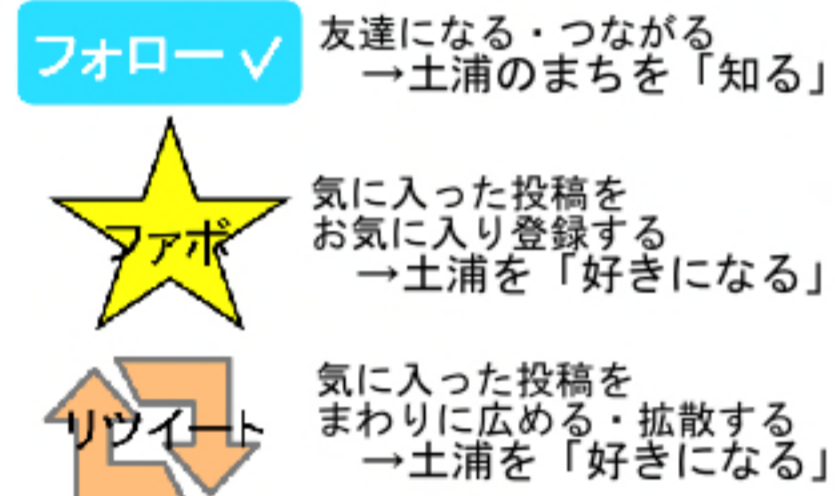 フォロー✓
友達になる・つながる
→土浦のまちを「知る」
ファボ
気に入った投稿を
お気に入り登録する
→土浦を「好きになる」
リツイート
気に入った投稿を
まわりに広める・拡散する
→土浦を「好きになる」